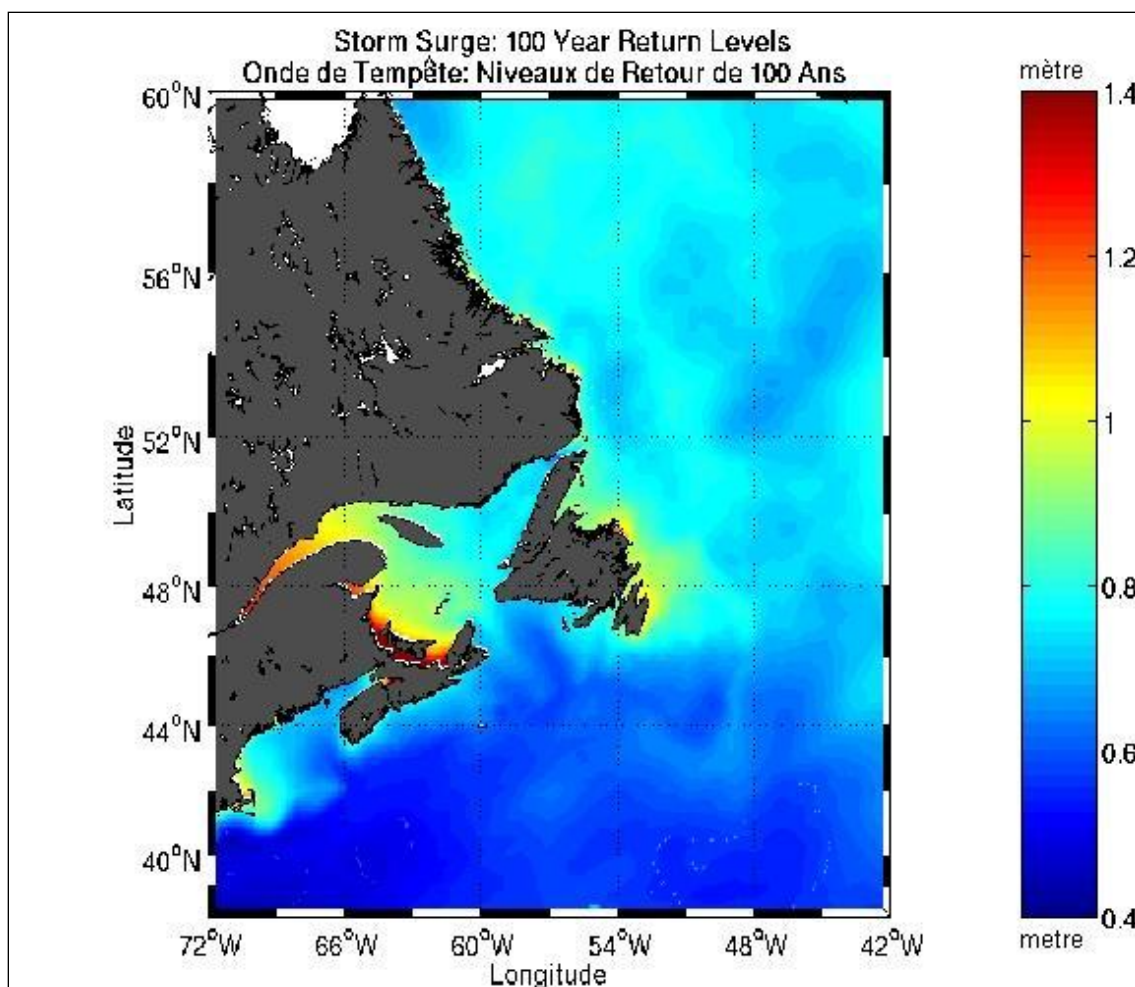 Storm Surge: 100 Year Return Levels
Onde de Tempête: Niveaux de Retour de 100 Ans
mètre
60°N
56°N
52°N
48°N
44°N
40°N
Latitude
72°W 66°W 60°W 54°W 48°W 42°W
Longitude
1.4
1.2
1
0.8
0.6
0.4
metre